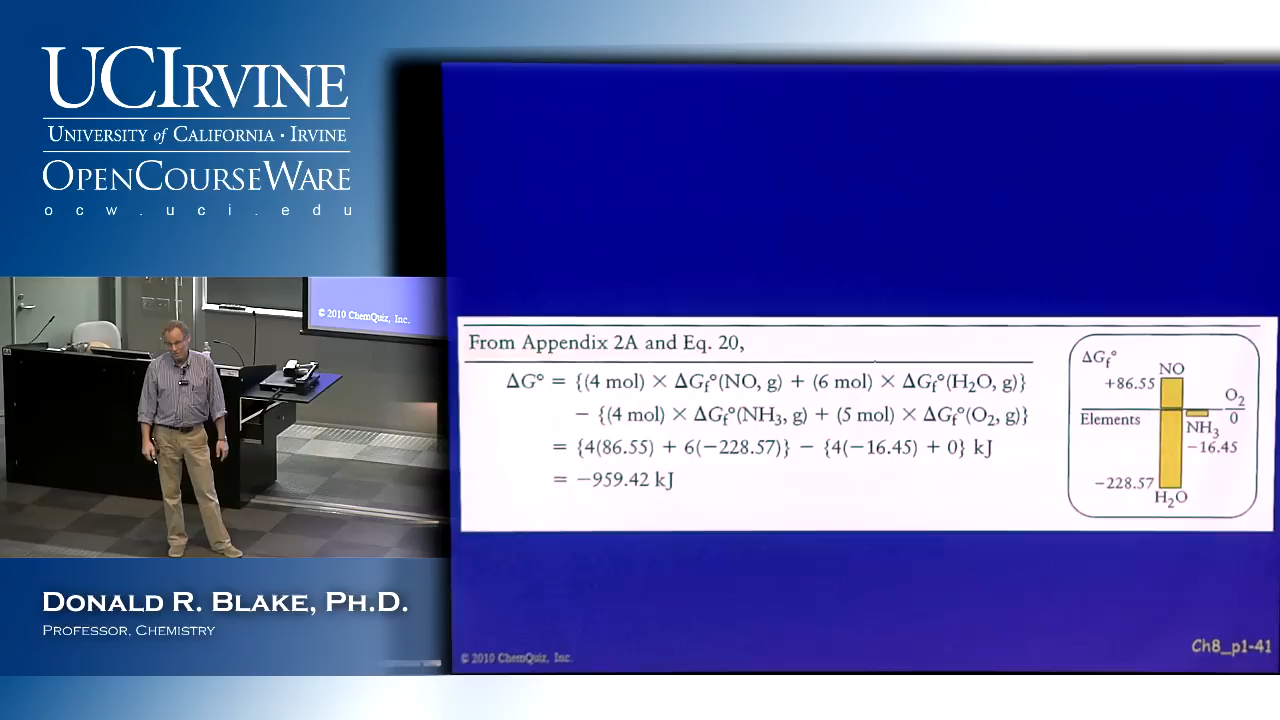 UCIRVINE
UNIVERSITY of CALIFORNIA · IRVINE
OPENCOURSEWARE
ocw.uci.edu
© 2010 ChemQuiz, Inc.
DONALD R. BLAKE, PH.D.
PROFESSOR, CHEMISTRY
From Appendix 2A and Eq. 20,
ΔG° = {(4 mol) × ΔGf°(NO, g) + (6 mol) × ΔGf°(H₂O, g)}
− {(4 mol) × ΔGf°(NH₃, g) + (5 mol) × ΔGf°(O₂, g)}
= {4(86.55) + 6(−228.57)} − {4(−16.45) + 0} kJ
= −959.42 kJ
ΔGf°
NO
+86.55
O₂
Elements
0
NH₃
−16.45
−228.57
H₂O
Ch8_p1-41
© 2010 ChemQuiz, Inc.